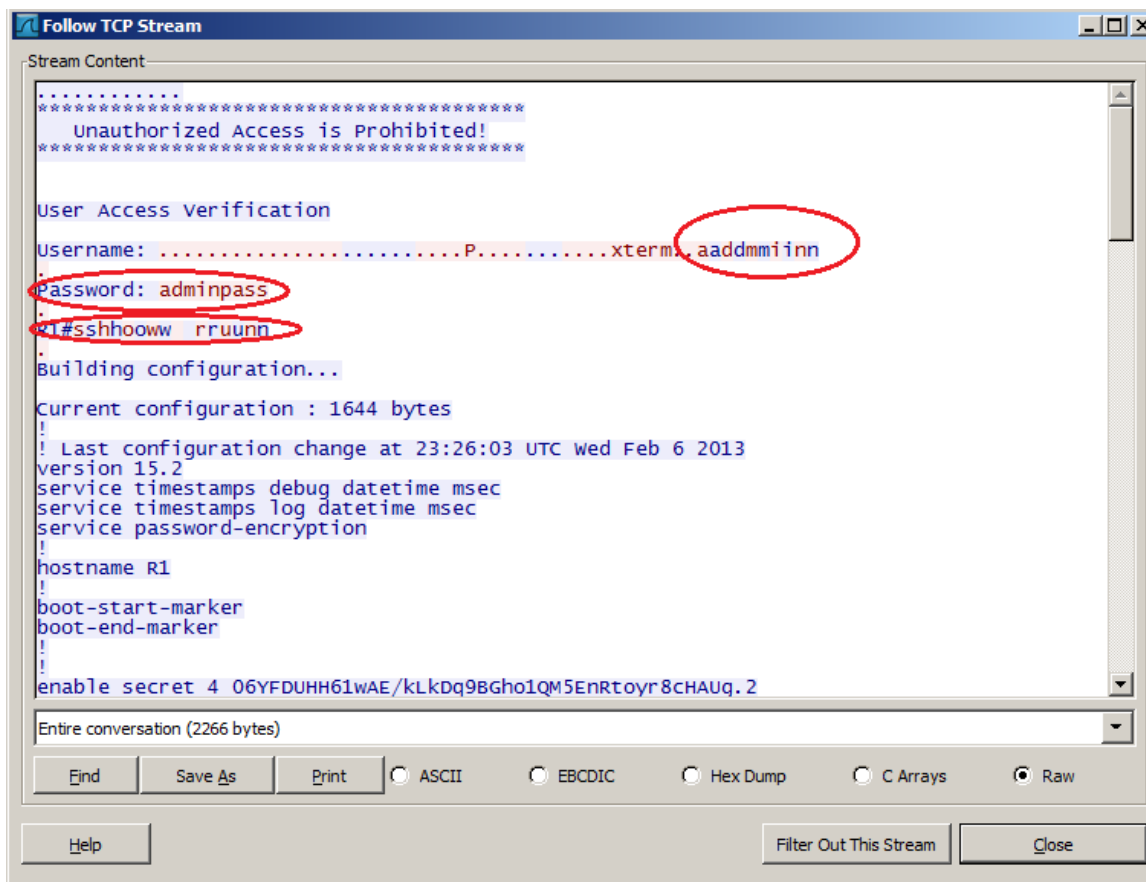 Follow TCP Stream
Stream Content
............
****************************************
Unauthorized Access is Prohibited!
****************************************
User Access Verification
Username: .........................P...........xterm..aaddmmiinn
.
Password: adminpass
.
R1#sshhooww  rruunn
.
Building configuration...
Current configuration : 1644 bytes
!
! Last configuration change at 23:26:03 UTC Wed Feb 6 2013
version 15.2
service timestamps debug datetime msec
service timestamps log datetime msec
service password-encryption
!
hostname R1
!
boot-start-marker
boot-end-marker
!
!
enable secret 4 06YFDUHH61wAE/kLkDq9BGho1QM5EnRtoyr8cHAUg.2
Entire conversation (2266 bytes)
Find Save As Print ASCII EBCDIC Hex Dump C Arrays Raw
Help Filter Out This Stream Close